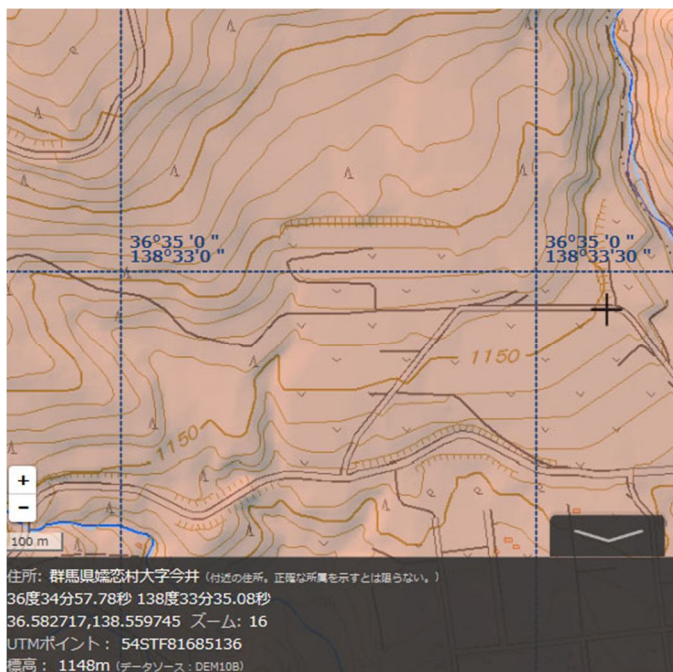 36°35 '0 "
138°33'0 "
36°35 '0 "
138°33'30 "
1150
1150
+
−
100 m
住所: 群馬県嬬恋村大字今井 (付近の住所。正確な所属を示すとは限らない。)
36度34分57.78秒 138度33分35.08秒
36.582717,138.559745 ズーム: 16
UTMポイント : 54STF81685136
標高 : 1148m (データソース : DEM10B)